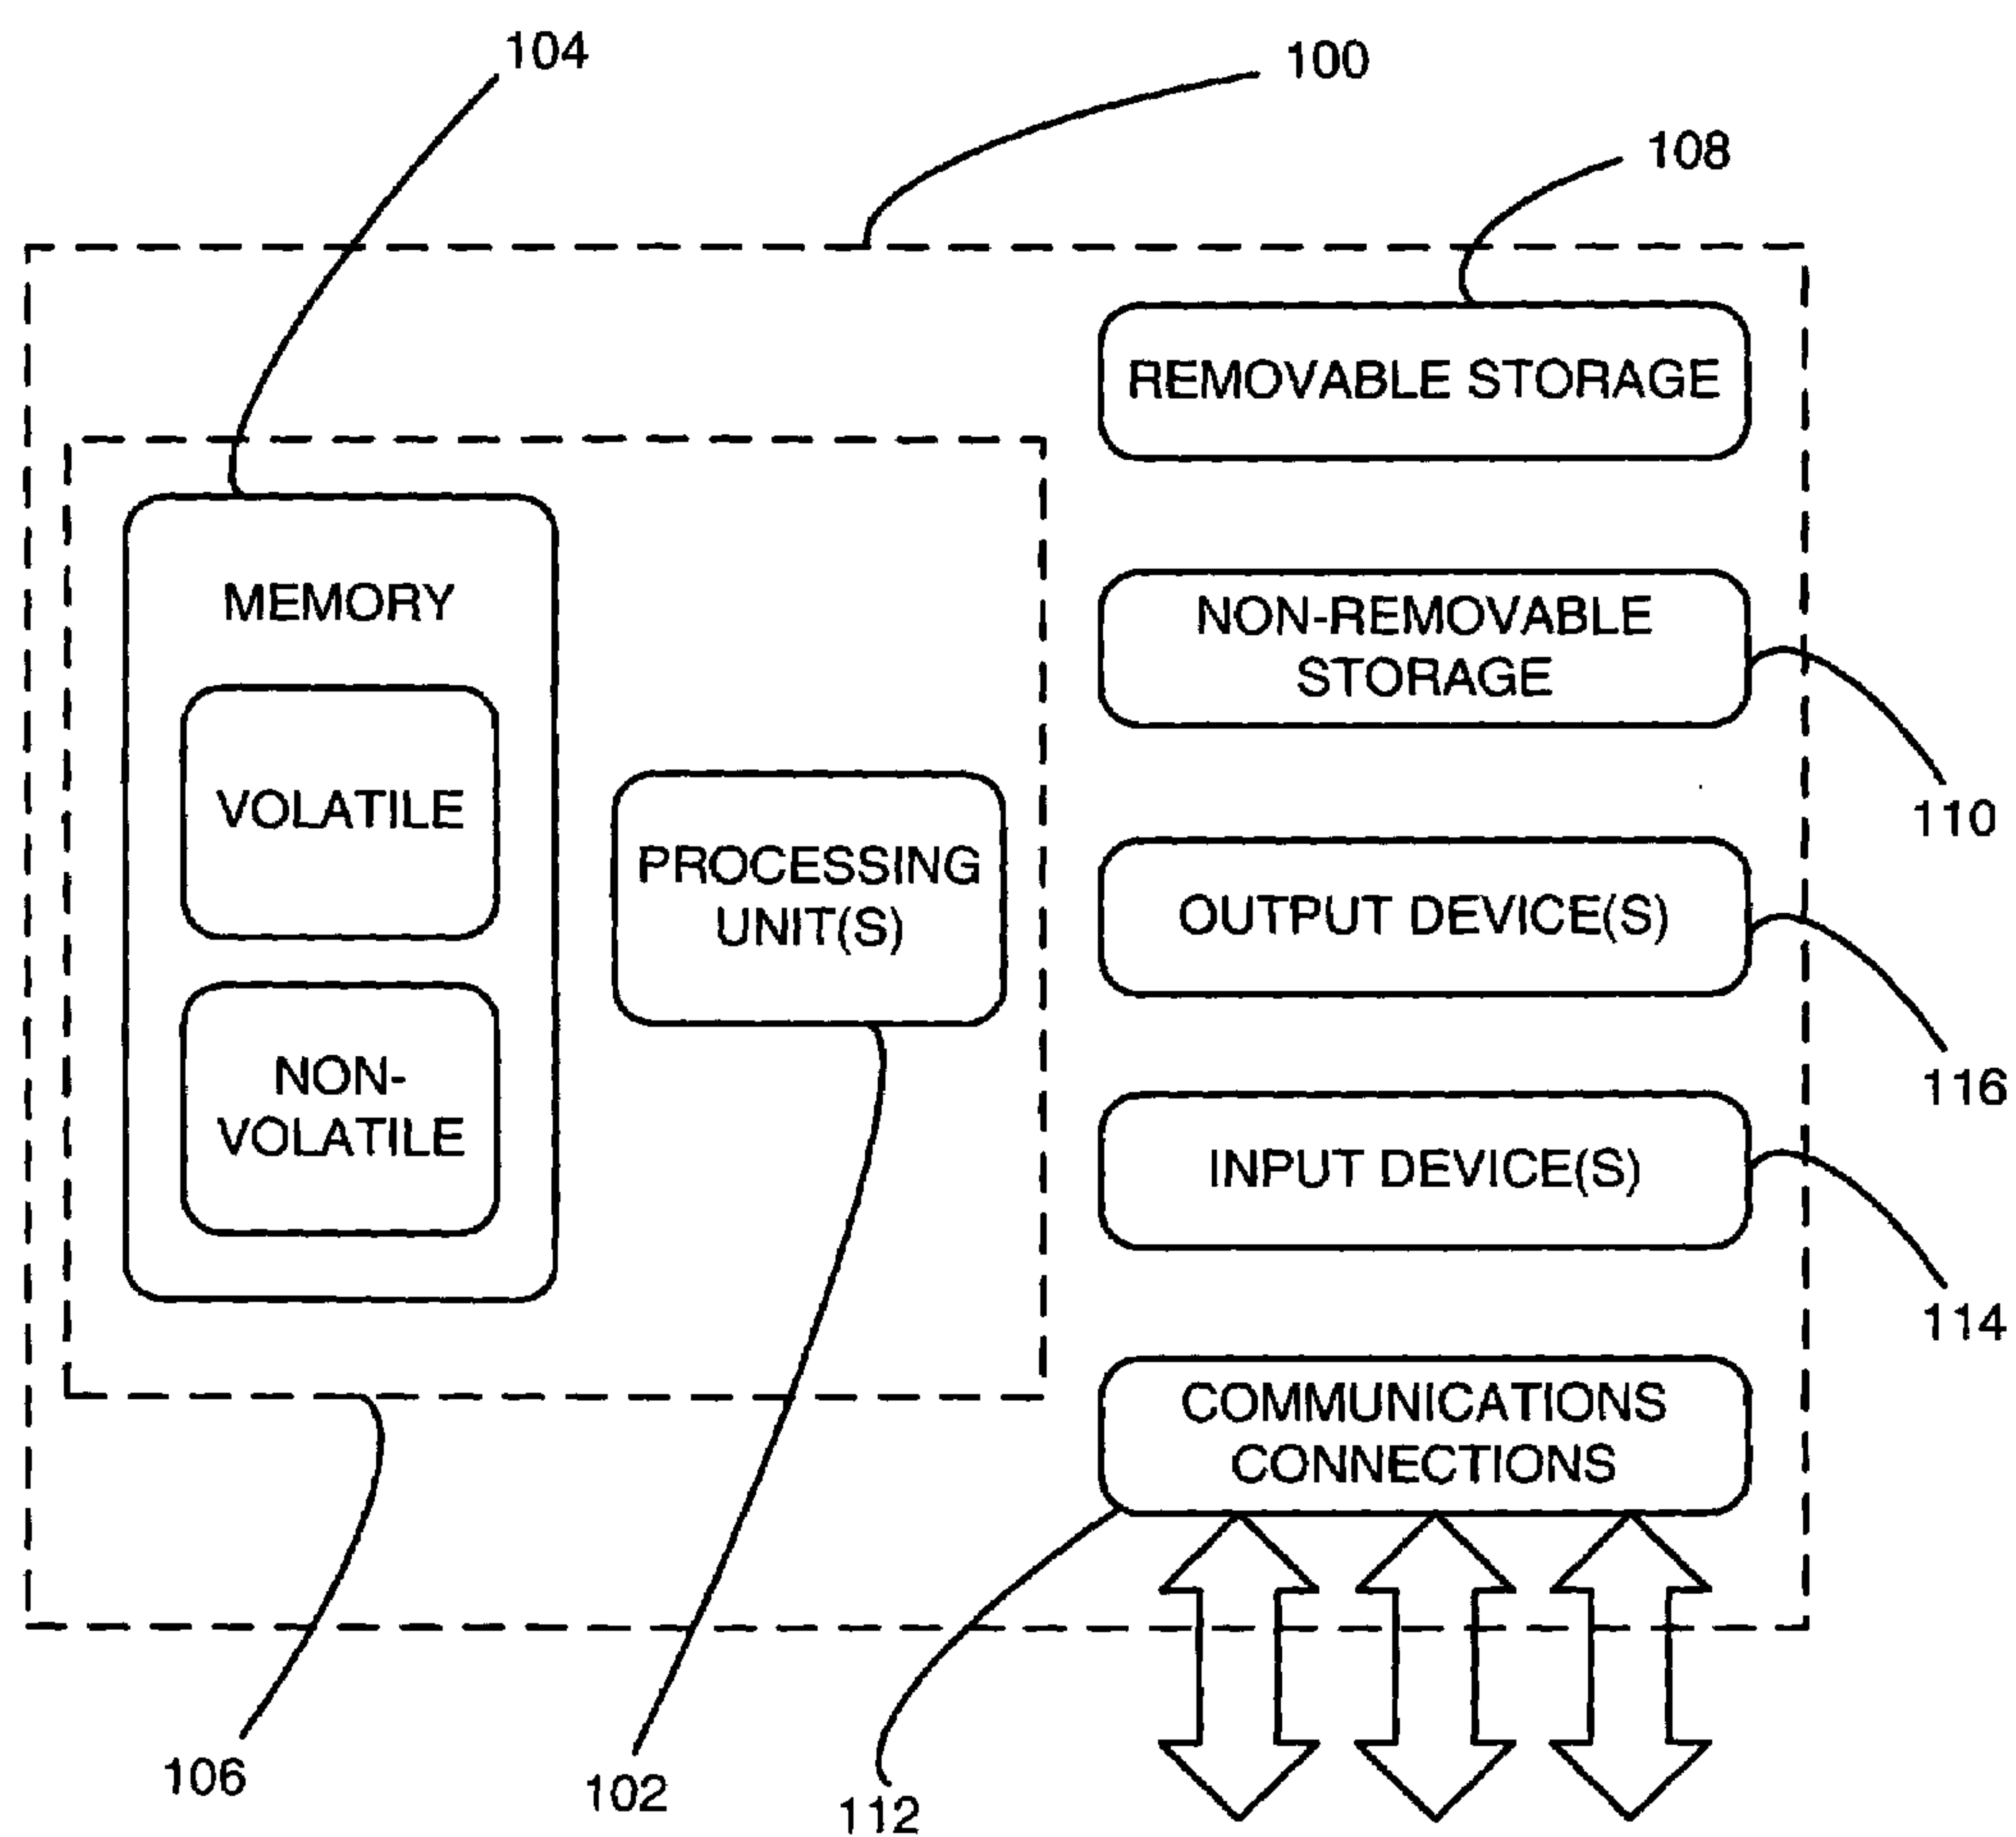 104
100
108
REMOVABLE STORAGE
MEMORY
NON-REMOVABLE
STORAGE
110
VOLATILE
PROCESSING
UNIT(S)
OUTPUT DEVICE(S)
116
NON-
VOLATILE
INPUT DEVICE(S)
114
COMMUNICATIONS
CONNECTIONS
106
102
112